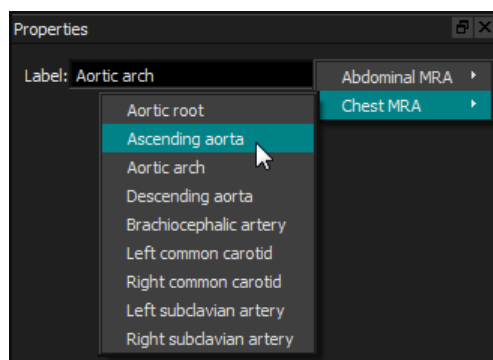 Properties
Label: Aortic arch
Abdominal MRA
Chest MRA
Aortic root
Ascending aorta
Aortic arch
Descending aorta
Brachiocephalic artery
Left common carotid
Right common carotid
Left subclavian artery
Right subclavian artery